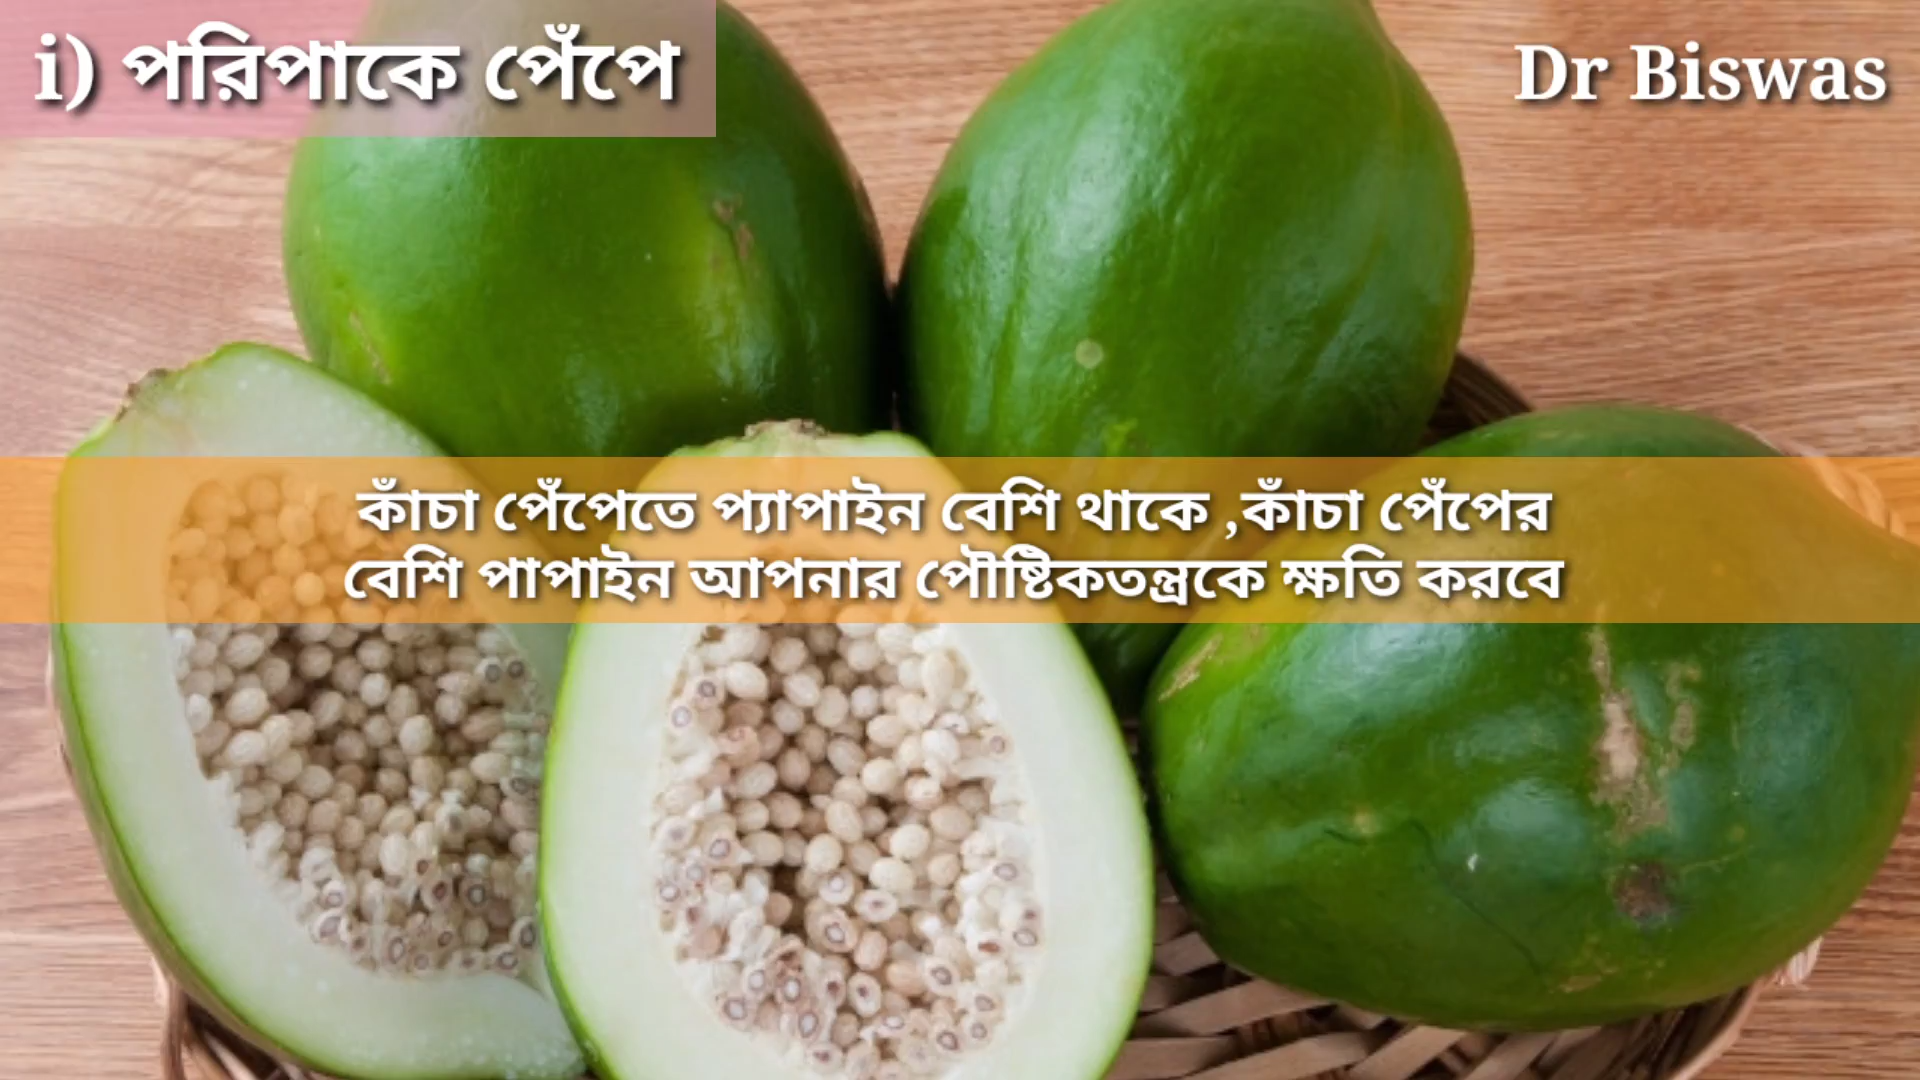 i) পরিপাকে পেঁপে
Dr Biswas
কাঁচা পেঁপেতে প্যাপাইন বেশি থাকে ,কাঁচা পেঁপের
বেশি পাপাইন আপনার পৌষ্টিকতন্ত্রকে ক্ষতি করবে